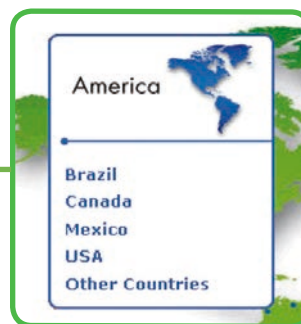 America
Brazil
Canada
Mexico
USA
Other Countries